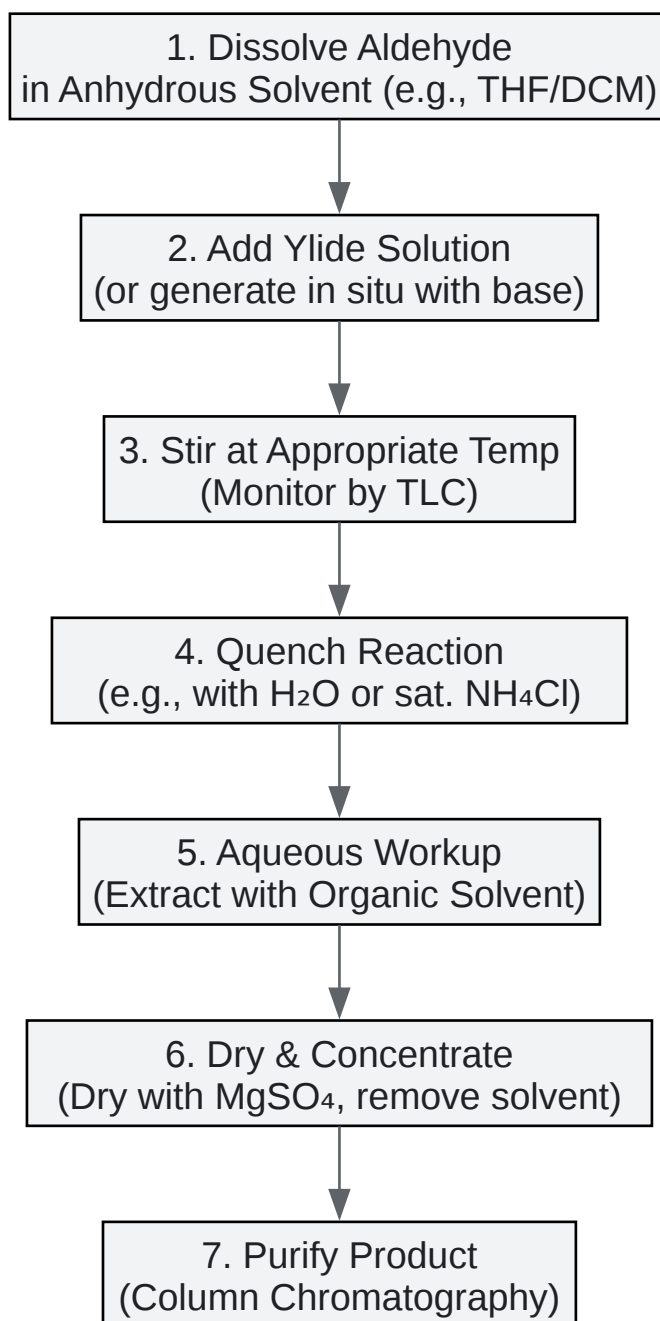 1. Dissolve Aldehyde
in Anhydrous Solvent (e.g., THF/DCM)
2. Add Ylide Solution
(or generate in situ with base)
3. Stir at Appropriate Temp
(Monitor by TLC)
4. Quench Reaction
(e.g., with H₂O or sat. NH₄Cl)
5. Aqueous Workup
(Extract with Organic Solvent)
6. Dry & Concentrate
(Dry with MgSO₄, remove solvent)
7. Purify Product
(Column Chromatography)